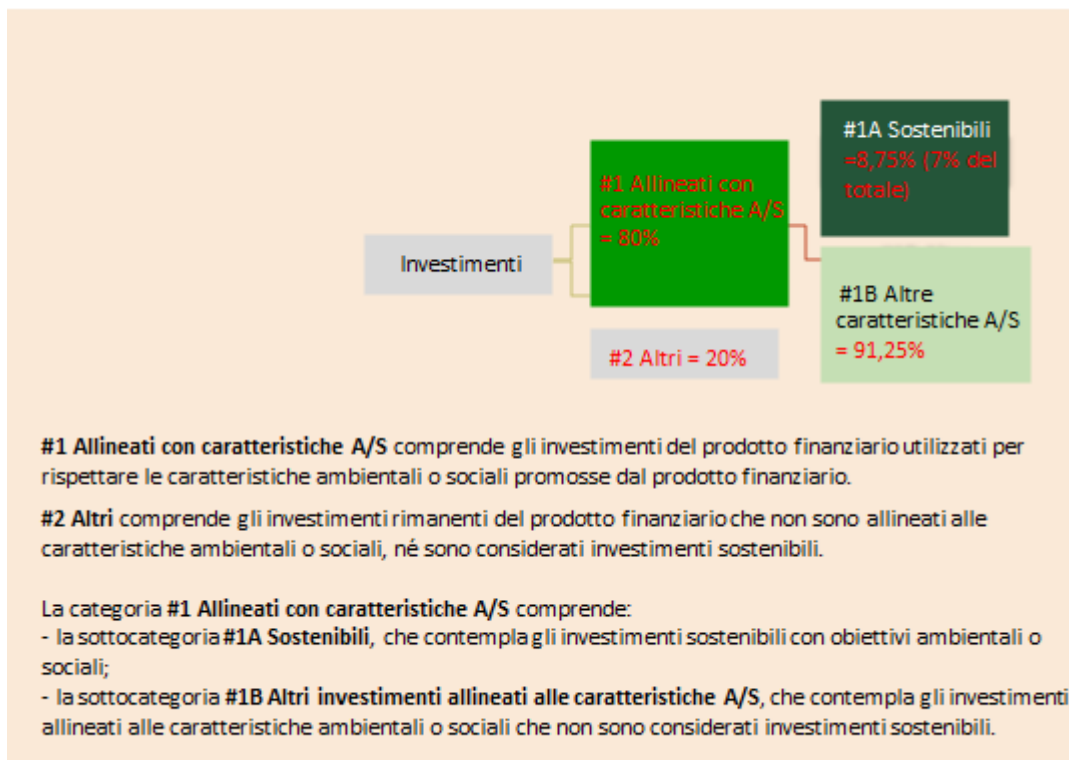 Investimenti
#1 Allineati con
caratteristiche A/S
= 80%
#2 Altri = 20%
#1A Sostenibili
=8,75% (7% del
totale)
#1B Altre
caratteristiche A/S
= 91,25%
#1 Allineati con caratteristiche A/S comprende gli investimenti del prodotto finanziario utilizzati per
rispettare le caratteristiche ambientali o sociali promosse dal prodotto finanziario.
#2 Altri comprende gli investimenti rimanenti del prodotto finanziario che non sono allineati alle
caratteristiche ambientali o sociali, né sono considerati investimenti sostenibili.
La categoria #1 Allineati con caratteristiche A/S comprende:
- la sottocategoria #1A Sostenibili, che contempla gli investimenti sostenibili con obiettivi ambientali o
sociali;
- la sottocategoria #1B Altri investimenti allineati alle caratteristiche A/S, che contempla gli investimenti
allineati alle caratteristiche ambientali o sociali che non sono considerati investimenti sostenibili.